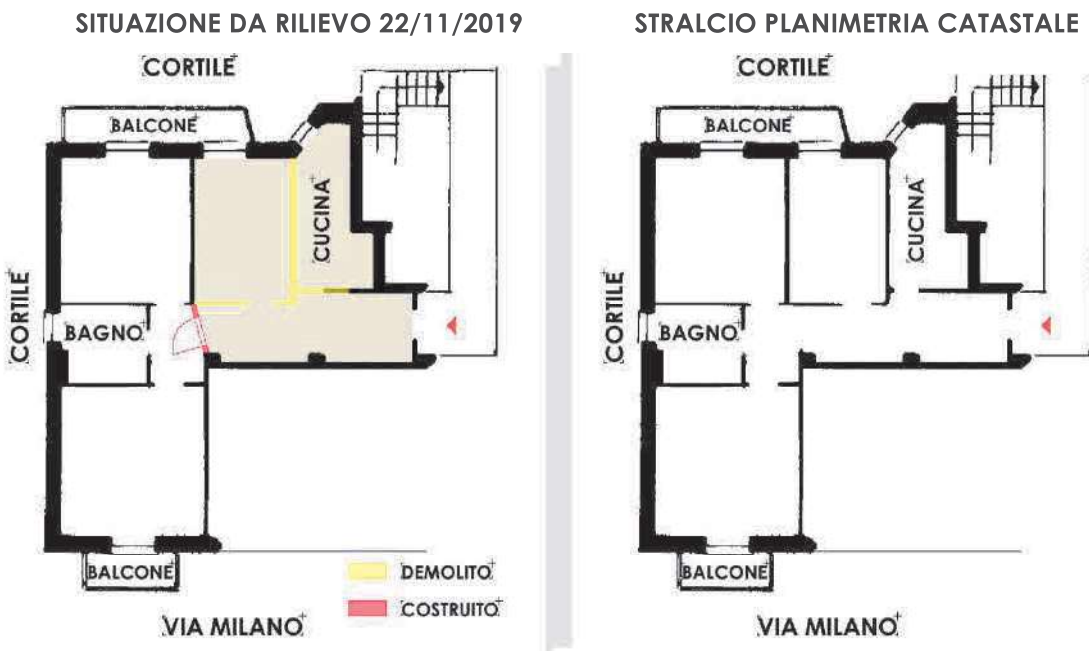 SITUAZIONE DA RILIEVO 22/11/2019
CORTILE
BALCONE
CUCINA
CORTILE
BAGNO
BALCONE
DEMOLITO
COSTRUITO
VIA MILANO
STRALCIO PLANIMETRIA CATASTALE
CORTILE
BALCONE
CUCINA
CORTILE
BAGNO
BALCONE
VIA MILANO